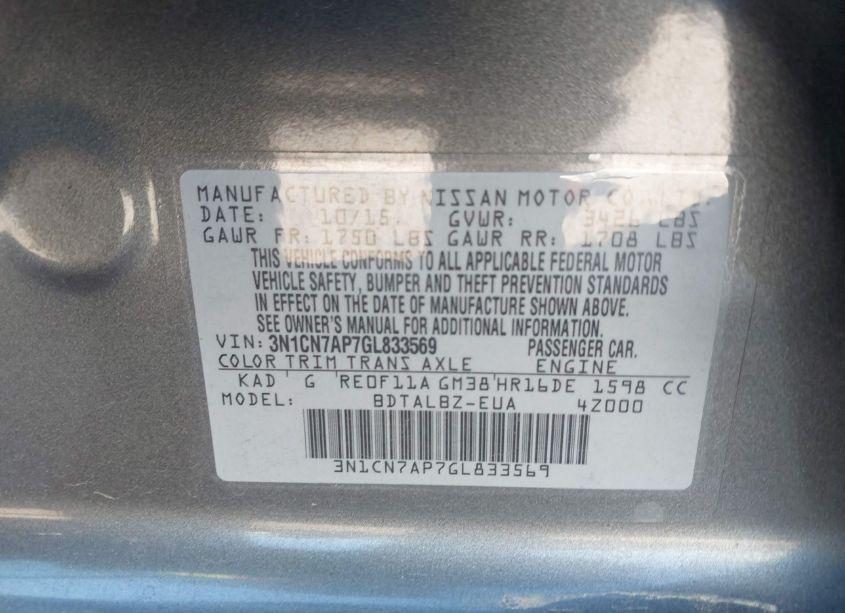 MANUFACTURED BY NISSAN MOTOR CO., LTD.
DATE: 10/15 GVWR: 3426 LBS
GAWR FR: 1750 LBS GAWR RR: 1708 LBS
THIS VEHICLE CONFORMS TO ALL APPLICABLE FEDERAL MOTOR
VEHICLE SAFETY, BUMPER AND THEFT PREVENTION STANDARDS
IN EFFECT ON THE DATE OF MANUFACTURE SHOWN ABOVE.
SEE OWNER'S MANUAL FOR ADDITIONAL INFORMATION.
VIN: 3N1CN7AP7GL833569 PASSENGER CAR.
COLOR TRIM TRANS AXLE ENGINE
KAD G RE0F11A GM38 HR16DE 1598 CC
MODEL: BDTALBZ-EUA 4Z000
3N1CN7AP7GL833569